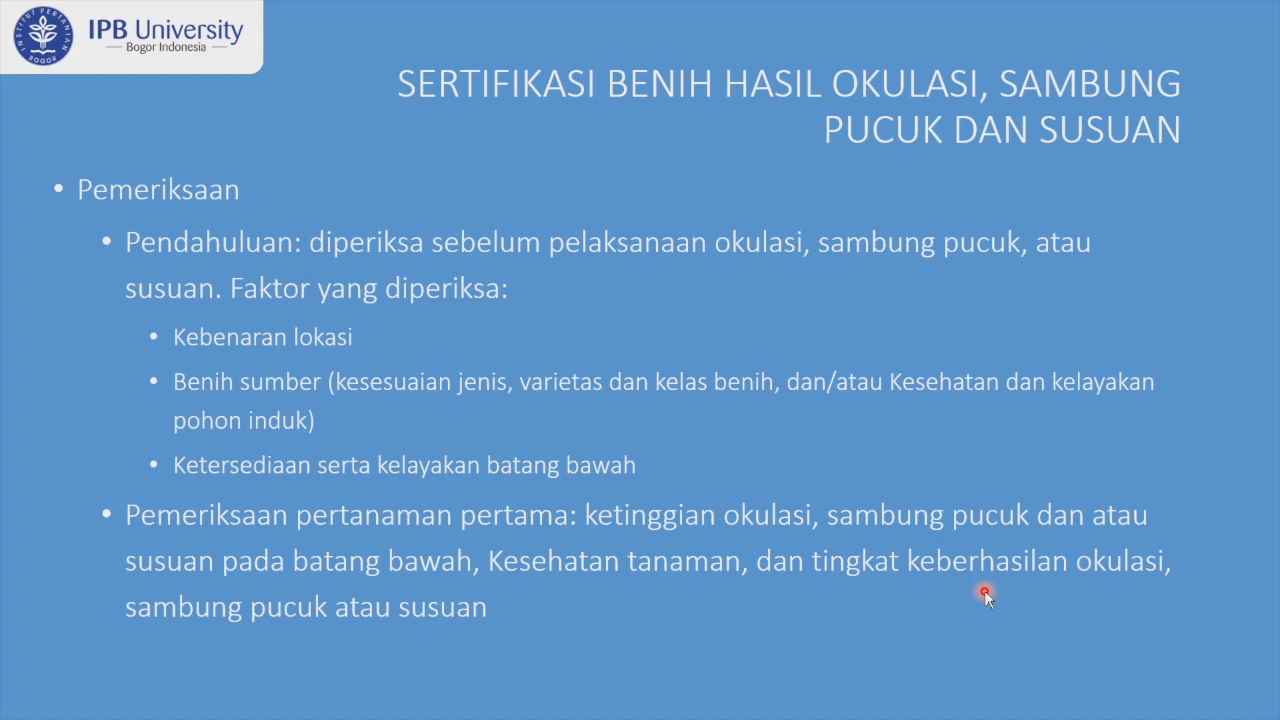 INSTITUT PERTANIAN BOGOR
IPB University
Bogor Indonesia
SERTIFIKASI BENIH HASIL OKULASI, SAMBUNG
PUCUK DAN SUSUAN
• Pemeriksaan
• Pendahuluan: diperiksa sebelum pelaksanaan okulasi, sambung pucuk, atau
susuan. Faktor yang diperiksa:
• Kebenaran lokasi
• Benih sumber (kesesuaian jenis, varietas dan kelas benih, dan/atau Kesehatan dan kelayakan
pohon induk)
• Ketersediaan serta kelayakan batang bawah
• Pemeriksaan pertanaman pertama: ketinggian okulasi, sambung pucuk dan atau
susuan pada batang bawah, Kesehatan tanaman, dan tingkat keberhasilan okulasi,
sambung pucuk atau susuan